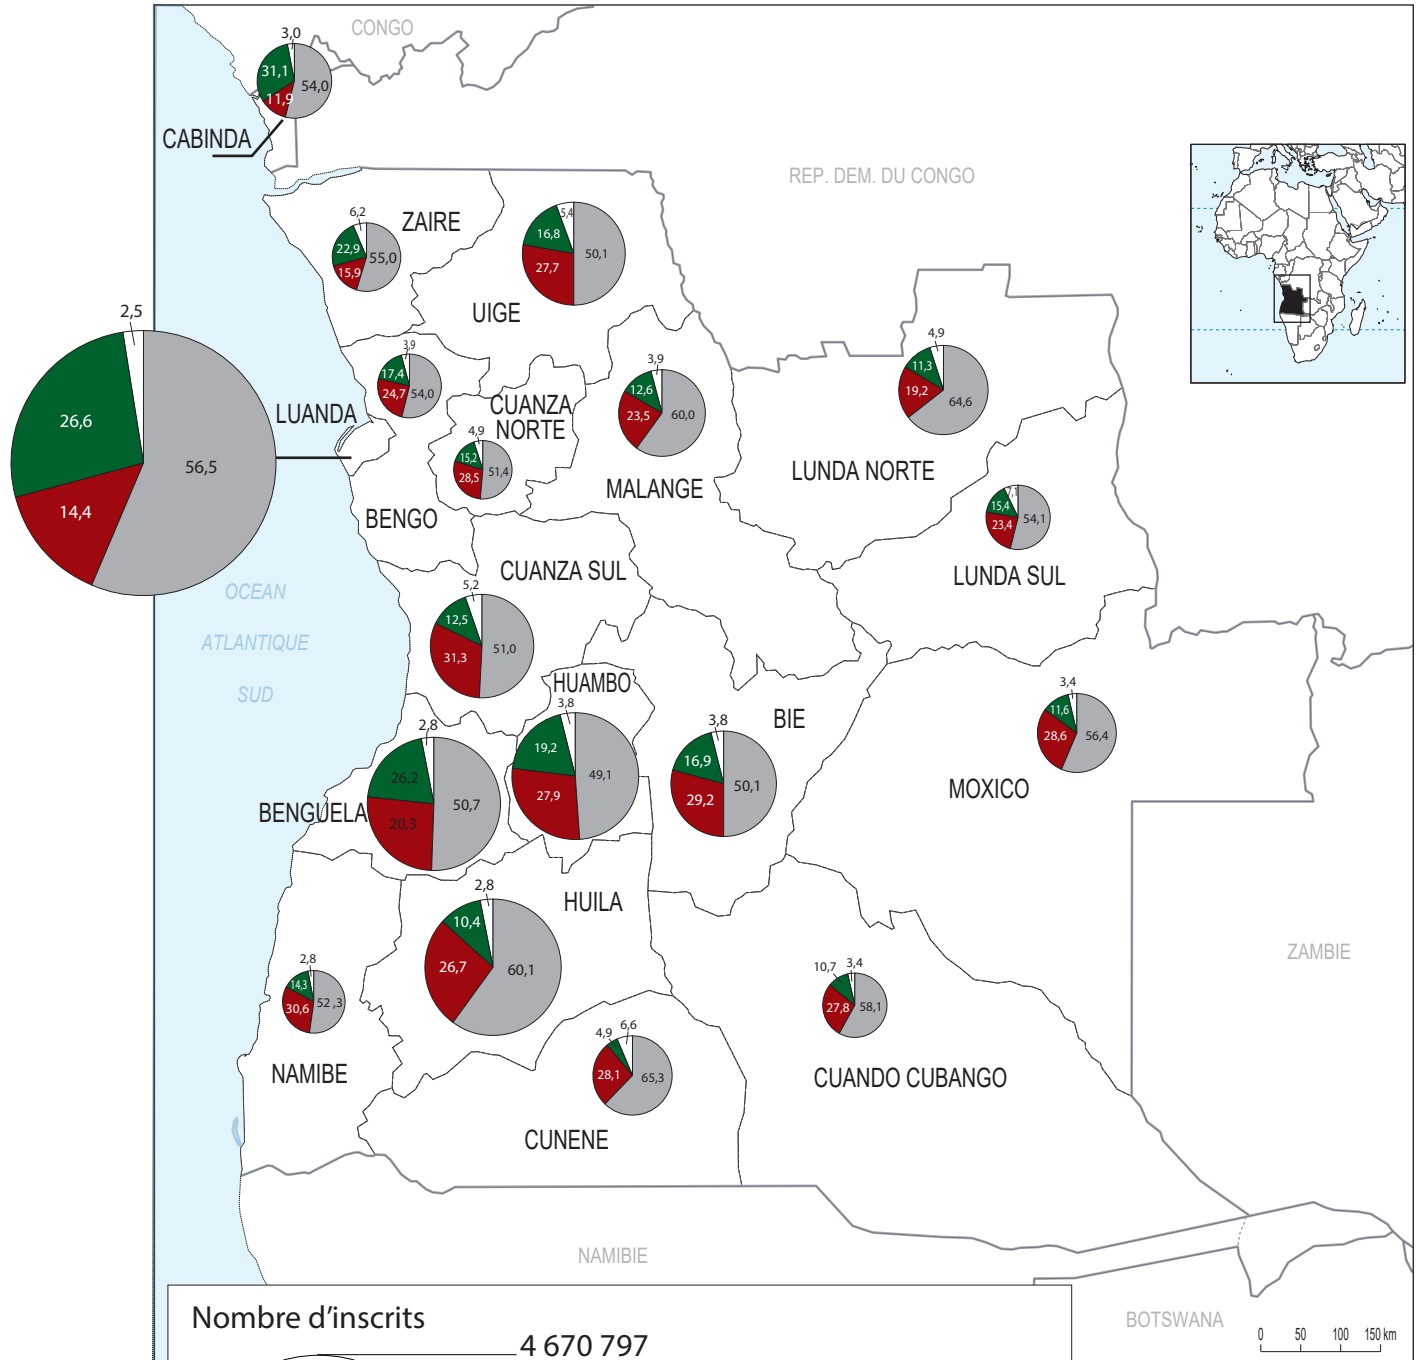 CONGO
3,0
31,1
54,0
11,9
CABINDA
REP. DEM. DU CONGO
6,2
ZAIRE
22,9
55,0
15,9
5,4
16,8
50,1
27,7
UIGE
2,5
26,6
56,5
14,4
LUANDA
3,9
17,4
54,0
24,7
BENGO
CUANZA
NORTE
4,9
15,2
51,4
28,5
3,9
12,6
60,0
23,5
MALANGE
4,9
11,3
19,2
64,6
LUNDA NORTE
7,1
15,4
54,1
23,4
LUNDA SUL
OCEAN
ATLANTIQUE
SUD
CUANZA SUL
5,2
12,5
51,0
31,3
HUAMBO
3,8
19,2
49,1
27,9
BIE
3,8
16,9
50,1
29,2
3,4
11,6
28,6
56,4
MOXICO
2,8
26,2
50,7
20,3
BENGUELA
HUILA
2,8
10,4
26,7
60,1
ZAMBIE
2,8
14,3
52,3
30,6
NAMIBE
10,7
3,4
27,8
58,1
CUANDO CUBANGO
4,9
6,6
28,1
65,3
CUNENE
NAMIBIE
BOTSWANA
Nombre d'inscrits
4 670 797
0 50 100 150 km